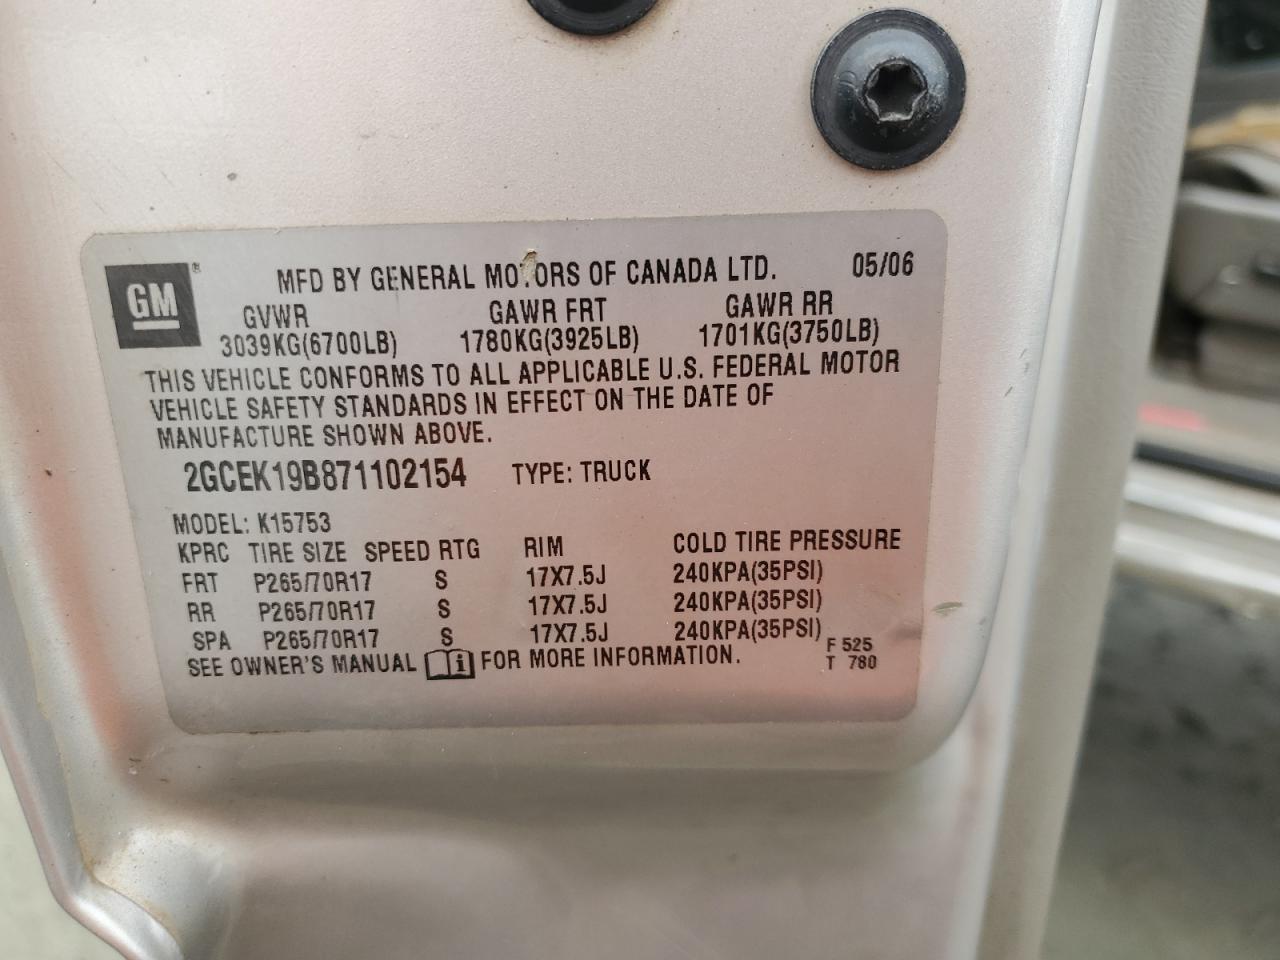 GM
MFD BY GENERAL MOTORS OF CANADA LTD. 05/06
GVWR GAWR FRT GAWR RR
3039KG(6700LB) 1780KG(3925LB) 1701KG(3750LB)
THIS VEHICLE CONFORMS TO ALL APPLICABLE U.S. FEDERAL MOTOR
VEHICLE SAFETY STANDARDS IN EFFECT ON THE DATE OF
MANUFACTURE SHOWN ABOVE.
2GCEK19B871102154 TYPE: TRUCK
MODEL: K15753
KPRC TIRE SIZE SPEED RTG RIM COLD TIRE PRESSURE
FRT P265/70R17 S 17X7.5J 240KPA(35PSI)
RR P265/70R17 S 17X7.5J 240KPA(35PSI)
SPA P265/70R17 S 17X7.5J 240KPA(35PSI)
SEE OWNER'S MANUAL i FOR MORE INFORMATION.
F 525
T 780